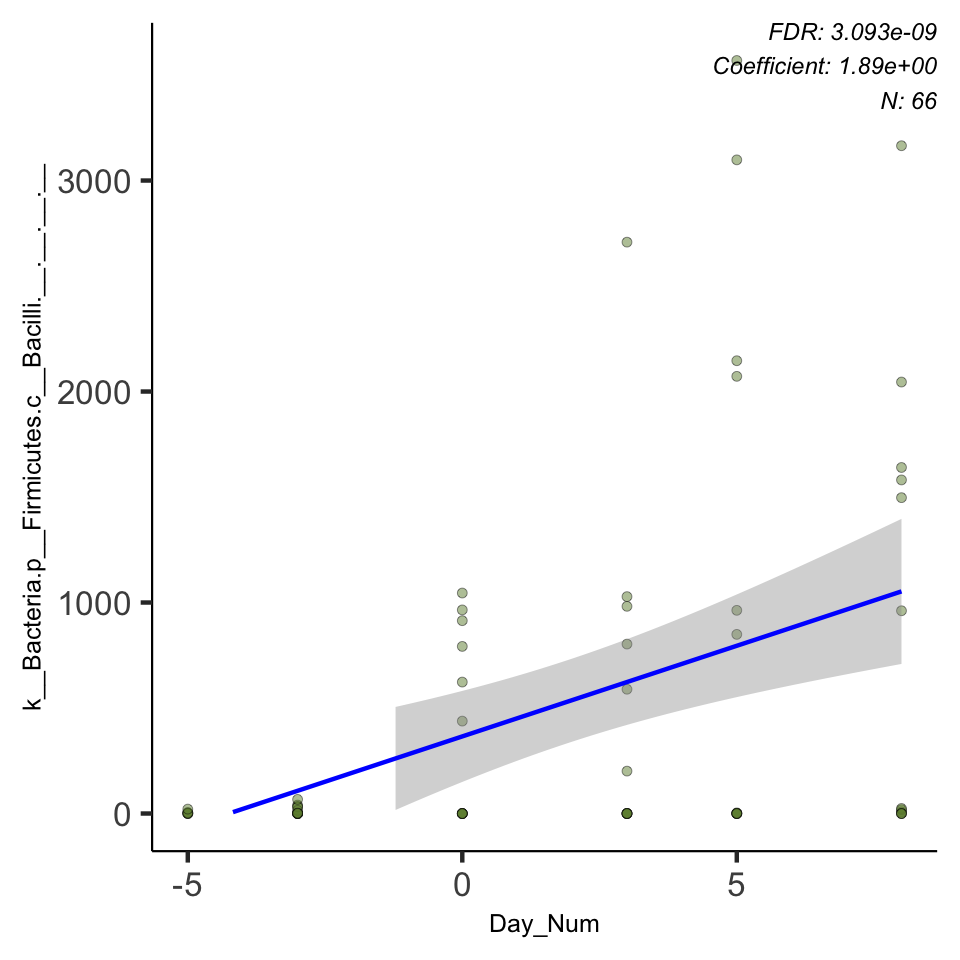 FDR: 3.093e-09
Coefficient: 1.89e+00
N: 66
k__Bacteria.p__Firmicutes.c__Bacilli.__.__.__.__
3000
2000
1000
0
-5
0
5
Day_Num